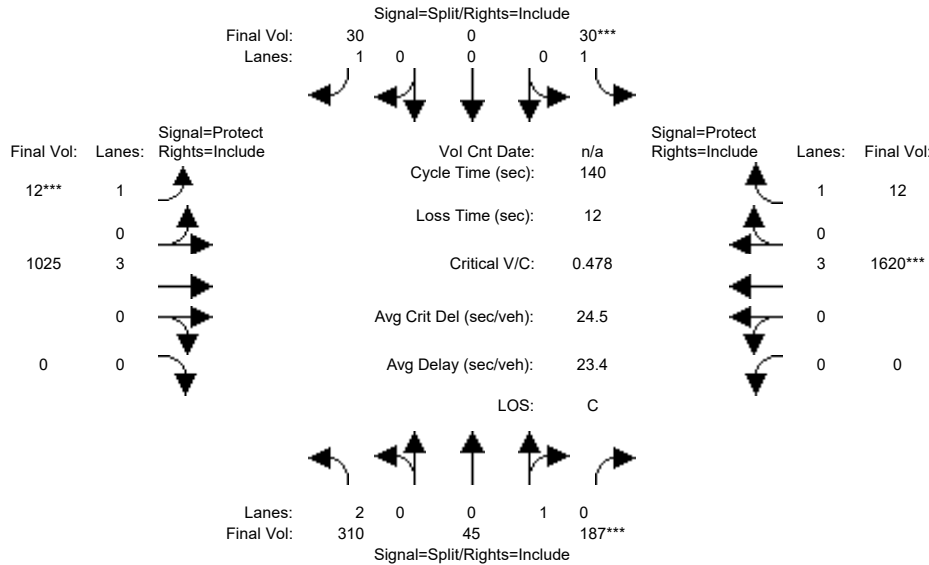 Signal=Split/Rights=Include
Final Vol: 30 0 30***
Lanes: 1 0 0 0 1
Signal=Protect
Final Vol: Lanes: Rights=Include
Vol Cnt Date: n/a
Signal=Protect
Rights=Include Lanes: Final Vol:
Cycle Time (sec): 140
12*** 1
1 12
Loss Time (sec): 12
0
0
1025 3
Critical V/C: 0.478
3 1620***
0
Avg Crit Del (sec/veh): 24.5
0
0 0
Avg Delay (sec/veh): 23.4
0 0
LOS: C
Lanes: 2 0 0 1 0
Final Vol: 310 45 187***
Signal=Split/Rights=Include